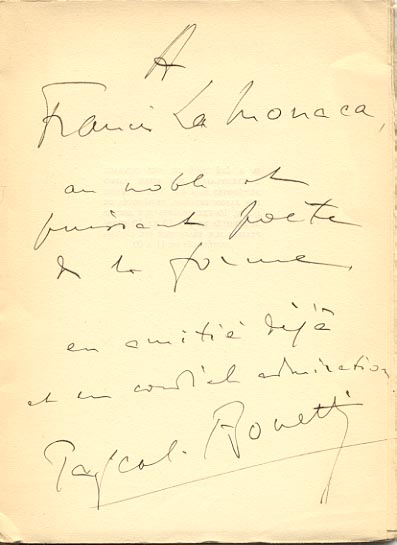 A
Francis La Monaca,
au noble et
puissant poète
de la forme,
en amitié déjà
et en cordiale admiration
Pascal Bonetti